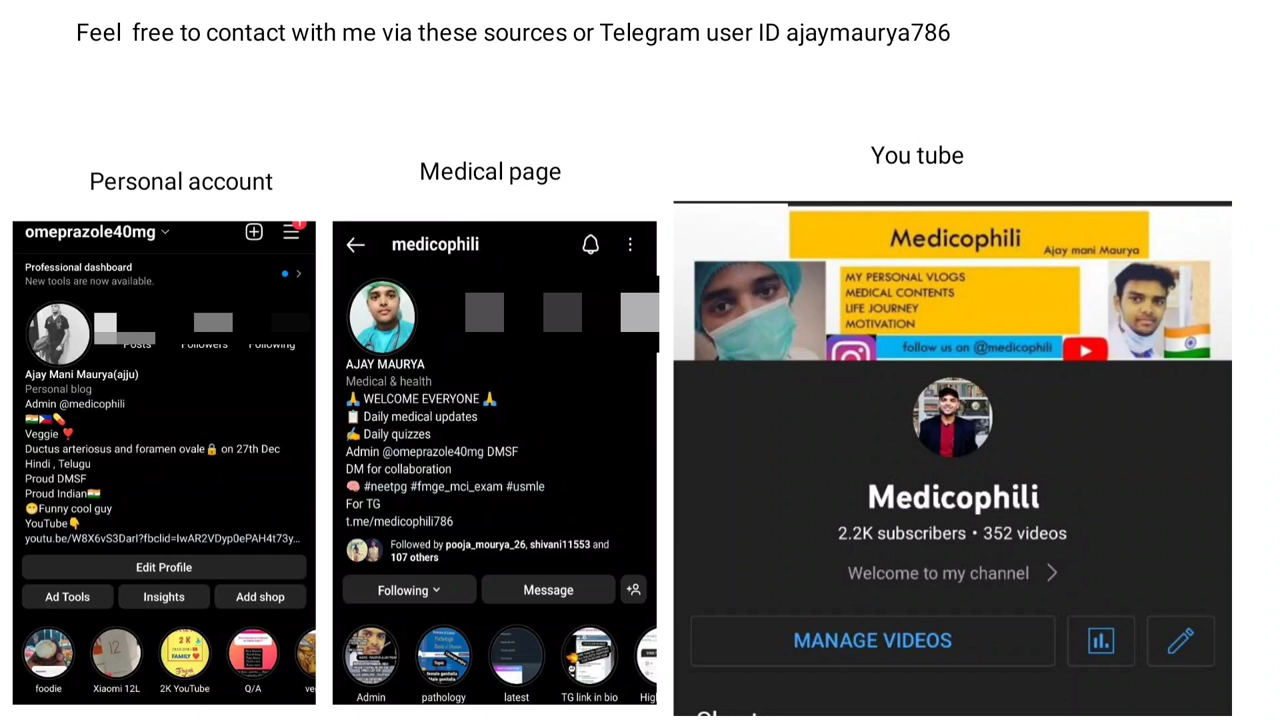 Feel free to contact with me via these sources or Telegram user ID ajaymaurya786
Personal account
Medical page
You tube
omeprazole40mg
1
Professional dashboard
New tools are now available.
Posts Followers Following
Ajay Mani Maurya(ajju)
Personal blog
Admin @medicophili
🇮🇳🇵🇭💊
Veggie ❣️
Ductus arteriosus and foramen ovale🔒 on 27th Dec
Hindi , Telugu
Proud DMSF
Proud Indian🇮🇳
😬Funny cool guy
YouTube👇
Edit Profile
Ad Tools Insights Add shop
12
2 K
FAMILY
foodie Xiaomi 12L 2K YouTube Q/A
medicophili
AJAY MAURYA
Medical & health
🙏 WELCOME EVERYONE 🙏
📋 Daily medical updates
✍️ Daily quizzes
Admin @omeprazole40mg DMSF
DM for collaboration
🧠 #neetpg #fmge_mci_exam #usmle
For TG
t.me/medicophili786
Followed by pooja_mourya_26, shivani11553 and
107 others
Following Message
Admin pathology latest TG link in bio
Medicophili
Ajay mani Maurya
MY PERSONAL VLOGS
MEDICAL CONTENTS
LIFE JOURNEY
MOTIVATION
follow us on @medicophili
Medicophili
2.2K subscribers • 352 videos
Welcome to my channel
MANAGE VIDEOS